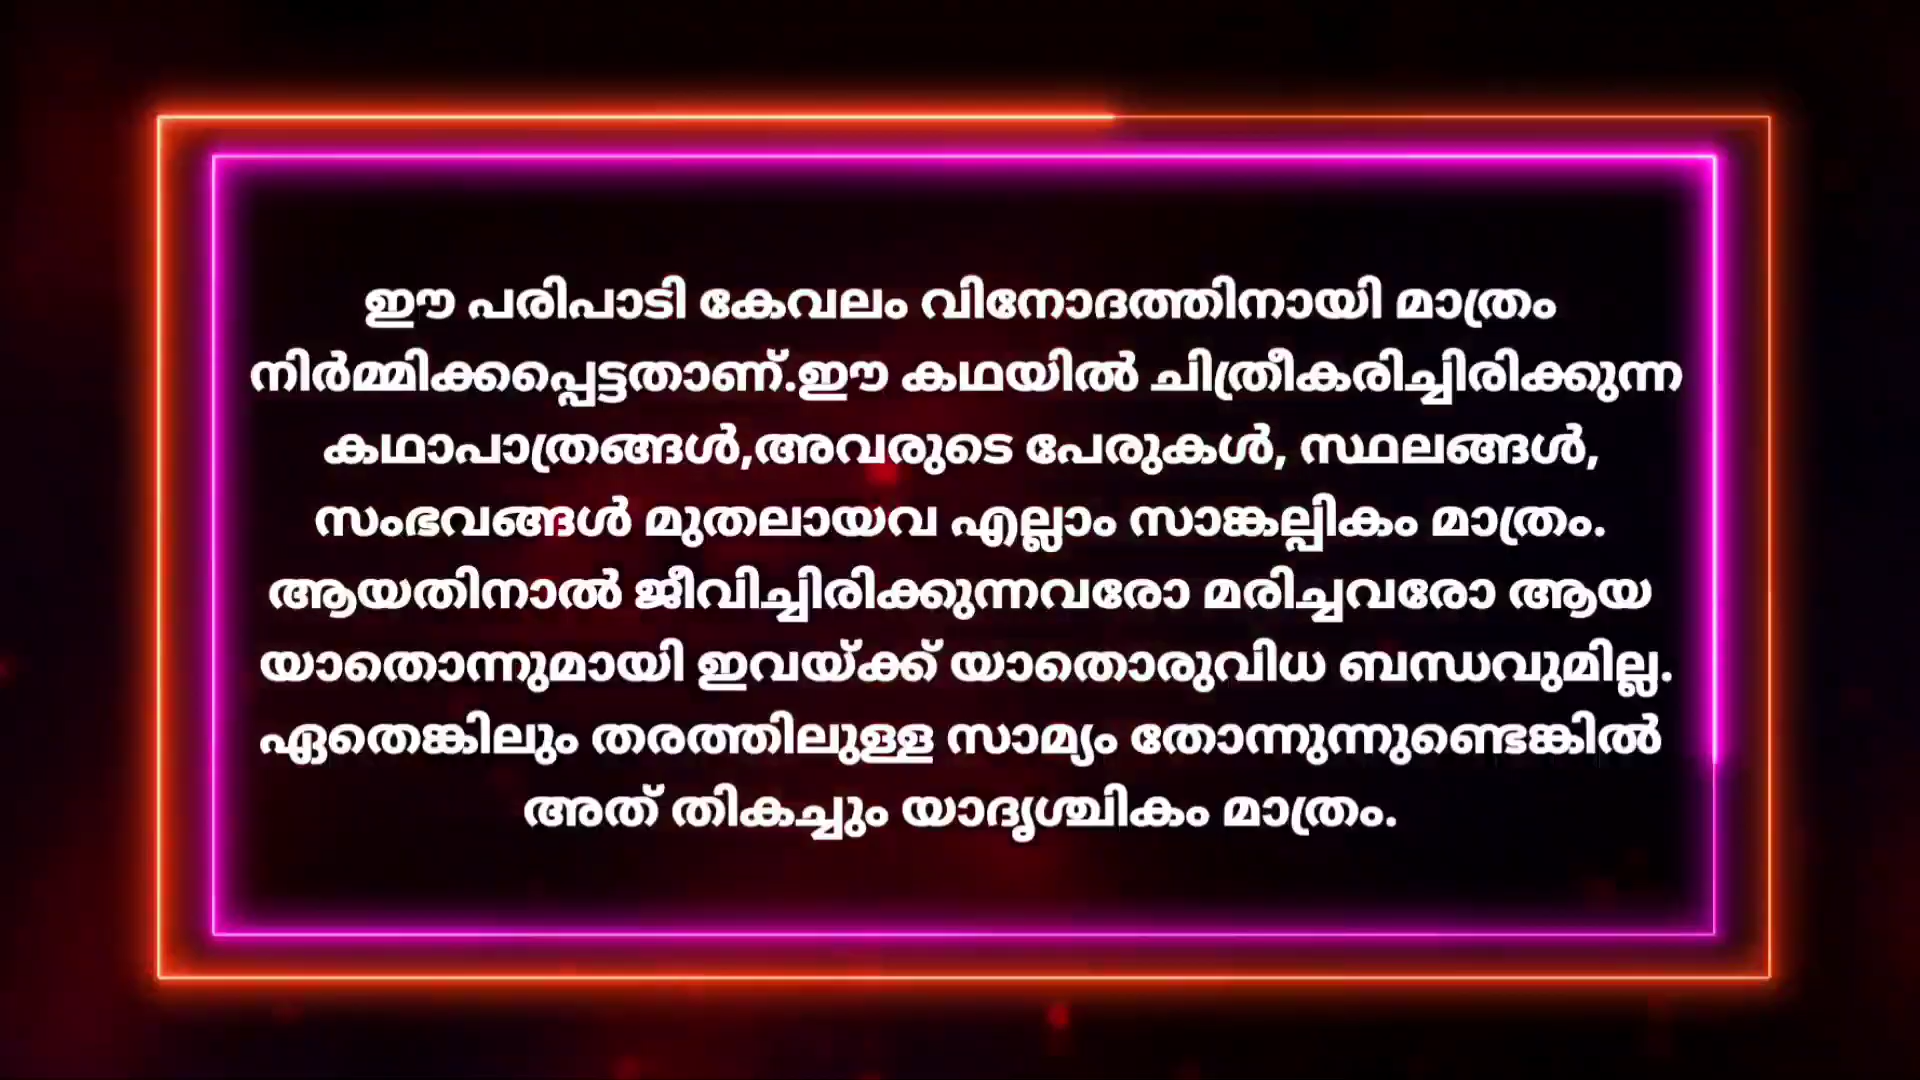 ഈ പരിപാടി കേവലം വിനോദത്തിനായി മാത്രം
നിർമ്മിക്കപ്പെട്ടതാണ്.ഈ കഥയിൽ ചിത്രീകരിച്ചിരിക്കുന്ന
കഥാപാത്രങ്ങൾ,അവരുടെ പേരുകൾ, സ്ഥലങ്ങൾ,
സംഭവങ്ങൾ മുതലായവ എല്ലാം സാങ്കല്പികം മാത്രം.
ആയതിനാൽ ജീവിച്ചിരിക്കുന്നവരോ മരിച്ചവരോ ആയ
യാതൊന്നുമായി ഇവയ്ക്ക് യാതൊരുവിധ ബന്ധവുമില്ല.
ഏതെങ്കിലും തരത്തിലുള്ള സാമ്യം തോന്നുന്നുണ്ടെങ്കിൽ
അത് തികച്ചും യാദൃശ്ചികം മാത്രം.